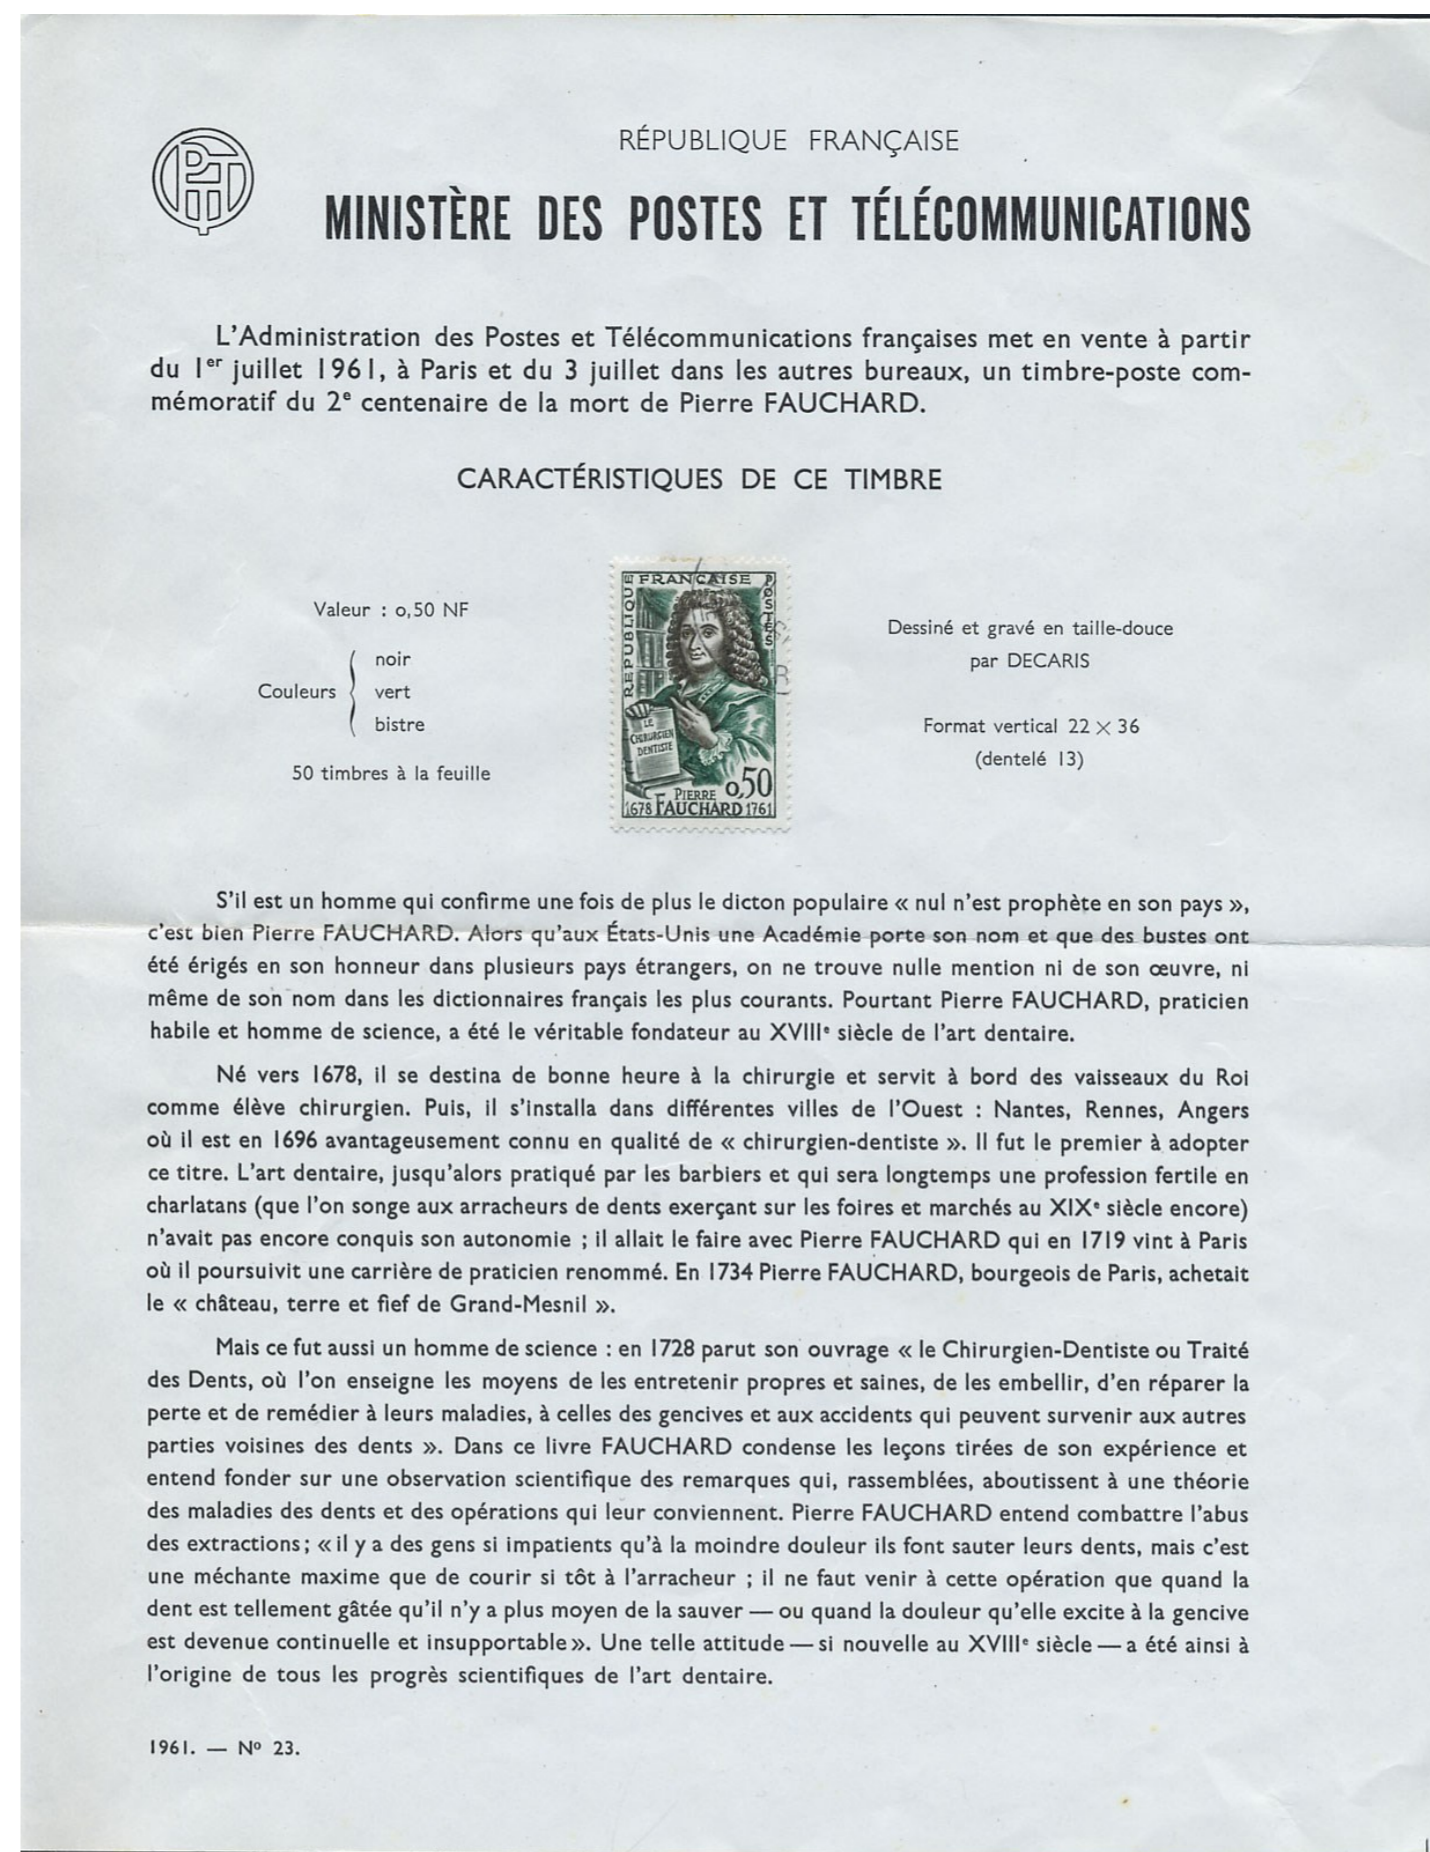 PTT
RÉPUBLIQUE FRANÇAISE
MINISTÈRE DES POSTES ET TÉLÉCOMMUNICATIONS
L'Administration des Postes et Télécommunications françaises met en vente à partir
du 1er juillet 1961, à Paris et du 3 juillet dans les autres bureaux, un timbre-poste com-
mémoratif du 2e centenaire de la mort de Pierre FAUCHARD.
CARACTÉRISTIQUES DE CE TIMBRE
Valeur : 0,50 NF
Couleurs
noir
vert
bistre
50 timbres à la feuille
REPUBLIQUE FRANÇAISE
POSTES
LE
CHIRURGIEN
DENTISTE
0,50
PIERRE
1678 FAUCHARD 1761
Dessiné et gravé en taille-douce
par DECARIS
Format vertical 22 × 36
(dentelé 13)
S'il est un homme qui confirme une fois de plus le dicton populaire « nul n'est prophète en son pays »,
c'est bien Pierre FAUCHARD. Alors qu'aux États-Unis une Académie porte son nom et que des bustes ont
été érigés en son honneur dans plusieurs pays étrangers, on ne trouve nulle mention ni de son œuvre, ni
même de son nom dans les dictionnaires français les plus courants. Pourtant Pierre FAUCHARD, praticien
habile et homme de science, a été le véritable fondateur au XVIIIe siècle de l'art dentaire.
Né vers 1678, il se destina de bonne heure à la chirurgie et servit à bord des vaisseaux du Roi
comme élève chirurgien. Puis, il s'installa dans différentes villes de l'Ouest : Nantes, Rennes, Angers
où il est en 1696 avantageusement connu en qualité de « chirurgien-dentiste ». Il fut le premier à adopter
ce titre. L'art dentaire, jusqu'alors pratiqué par les barbiers et qui sera longtemps une profession fertile en
charlatans (que l'on songe aux arracheurs de dents exerçant sur les foires et marchés au XIXe siècle encore)
n'avait pas encore conquis son autonomie ; il allait le faire avec Pierre FAUCHARD qui en 1719 vint à Paris
où il poursuivit une carrière de praticien renommé. En 1734 Pierre FAUCHARD, bourgeois de Paris, achetait
le « château, terre et fief de Grand-Mesnil ».
Mais ce fut aussi un homme de science : en 1728 parut son ouvrage « le Chirurgien-Dentiste ou Traité
des Dents, où l'on enseigne les moyens de les entretenir propres et saines, de les embellir, d'en réparer la
perte et de remédier à leurs maladies, à celles des gencives et aux accidents qui peuvent survenir aux autres
parties voisines des dents ». Dans ce livre FAUCHARD condense les leçons tirées de son expérience et
entend fonder sur une observation scientifique des remarques qui, rassemblées, aboutissent à une théorie
des maladies des dents et des opérations qui leur conviennent. Pierre FAUCHARD entend combattre l'abus
des extractions; « il y a des gens si impatients qu'à la moindre douleur ils font sauter leurs dents, mais c'est
une méchante maxime que de courir si tôt à l'arracheur ; il ne faut venir à cette opération que quand la
dent est tellement gâtée qu'il n'y a plus moyen de la sauver — ou quand la douleur qu'elle excite à la gencive
est devenue continuelle et insupportable ». Une telle attitude — si nouvelle au XVIIIe siècle — a été ainsi à
l'origine de tous les progrès scientifiques de l'art dentaire.
1961. — No 23.